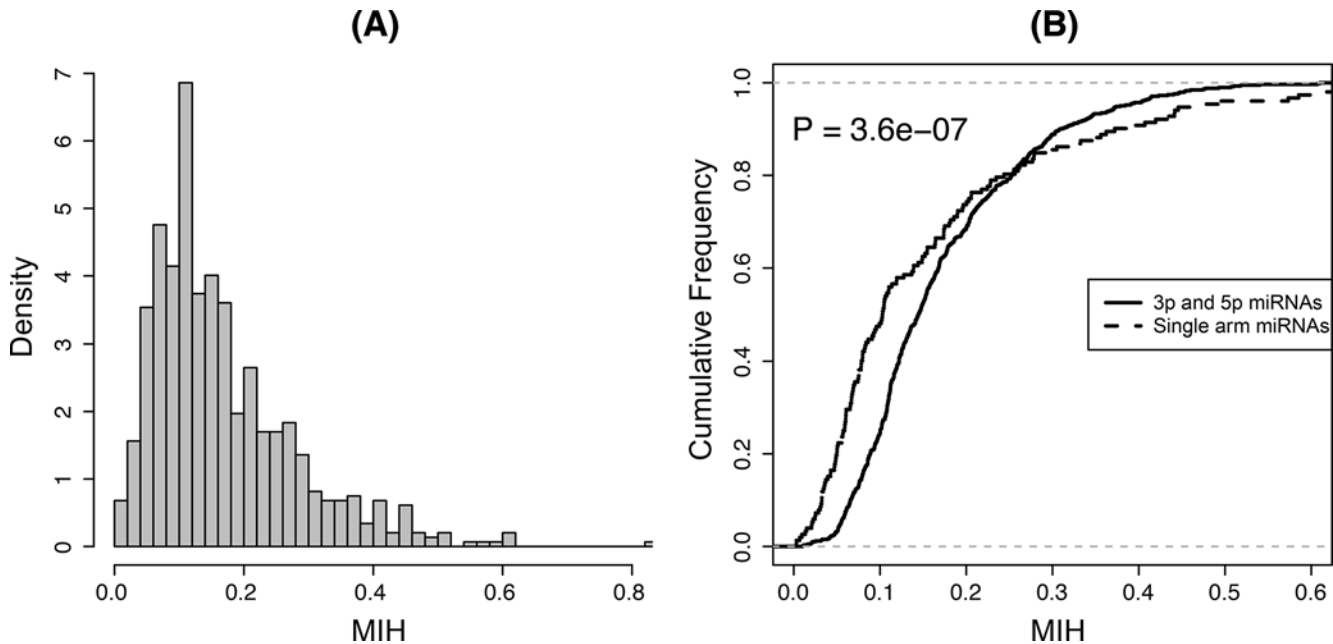 (A)
Density
7
6
5
4
3
2
1
0
0.0 0.2 0.4 0.6 0.8
MIH
(B)
Cumulative Frequency
1.0
0.8
0.6
0.4
0.2
0.0
P = 3.6e−07
3p and 5p miRNAs
Single arm miRNAs
0.0 0.1 0.2 0.3 0.4 0.5 0.6
MIH